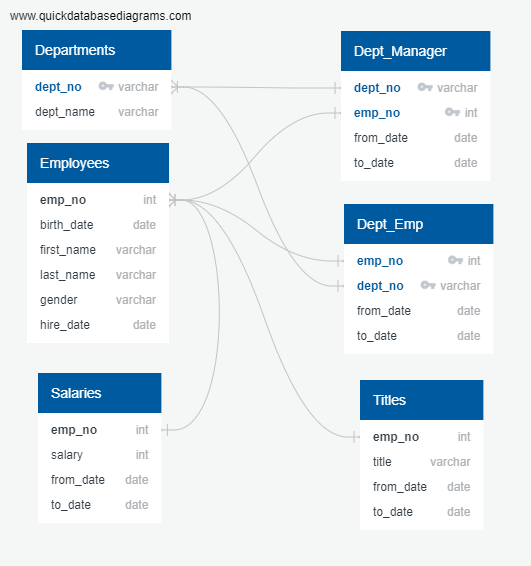 www.quickdatabasediagrams.com
Departments
dept_no varchar
dept_name varchar
Dept_Manager
dept_no varchar
emp_no int
from_date date
to_date date
Employees
emp_no int
birth_date date
first_name varchar
last_name varchar
gender varchar
hire_date date
Dept_Emp
emp_no int
dept_no varchar
from_date date
to_date date
Salaries
emp_no int
salary int
from_date date
to_date date
Titles
emp_no int
title varchar
from_date date
to_date date